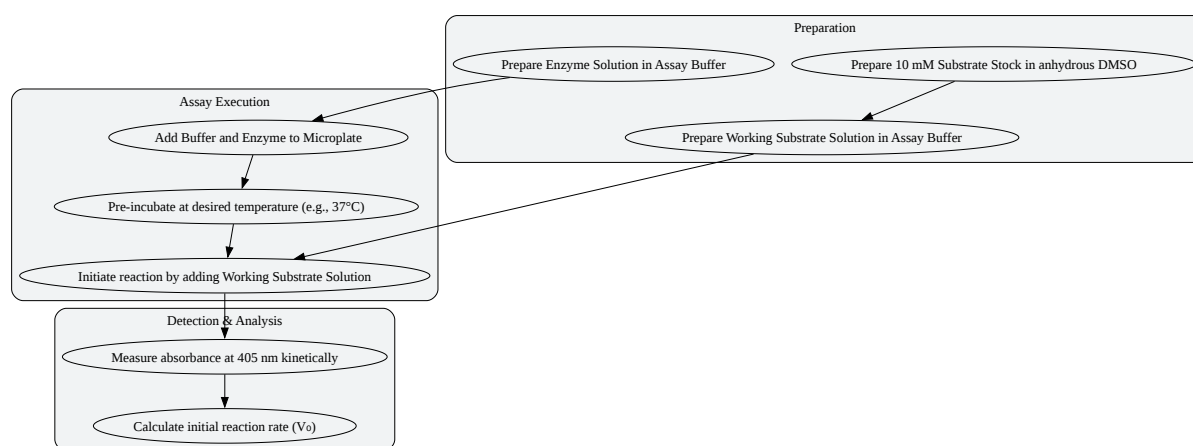 Preparation
Prepare Enzyme Solution in Assay Buffer
Prepare 10 mM Substrate Stock in anhydrous DMSO
Prepare Working Substrate Solution in Assay Buffer
Assay Execution
Add Buffer and Enzyme to Microplate
Pre-incubate at desired temperature (e.g., 37°C)
Initiate reaction by adding Working Substrate Solution
Detection & Analysis
Measure absorbance at 405 nm kinetically
Calculate initial reaction rate (V₀)